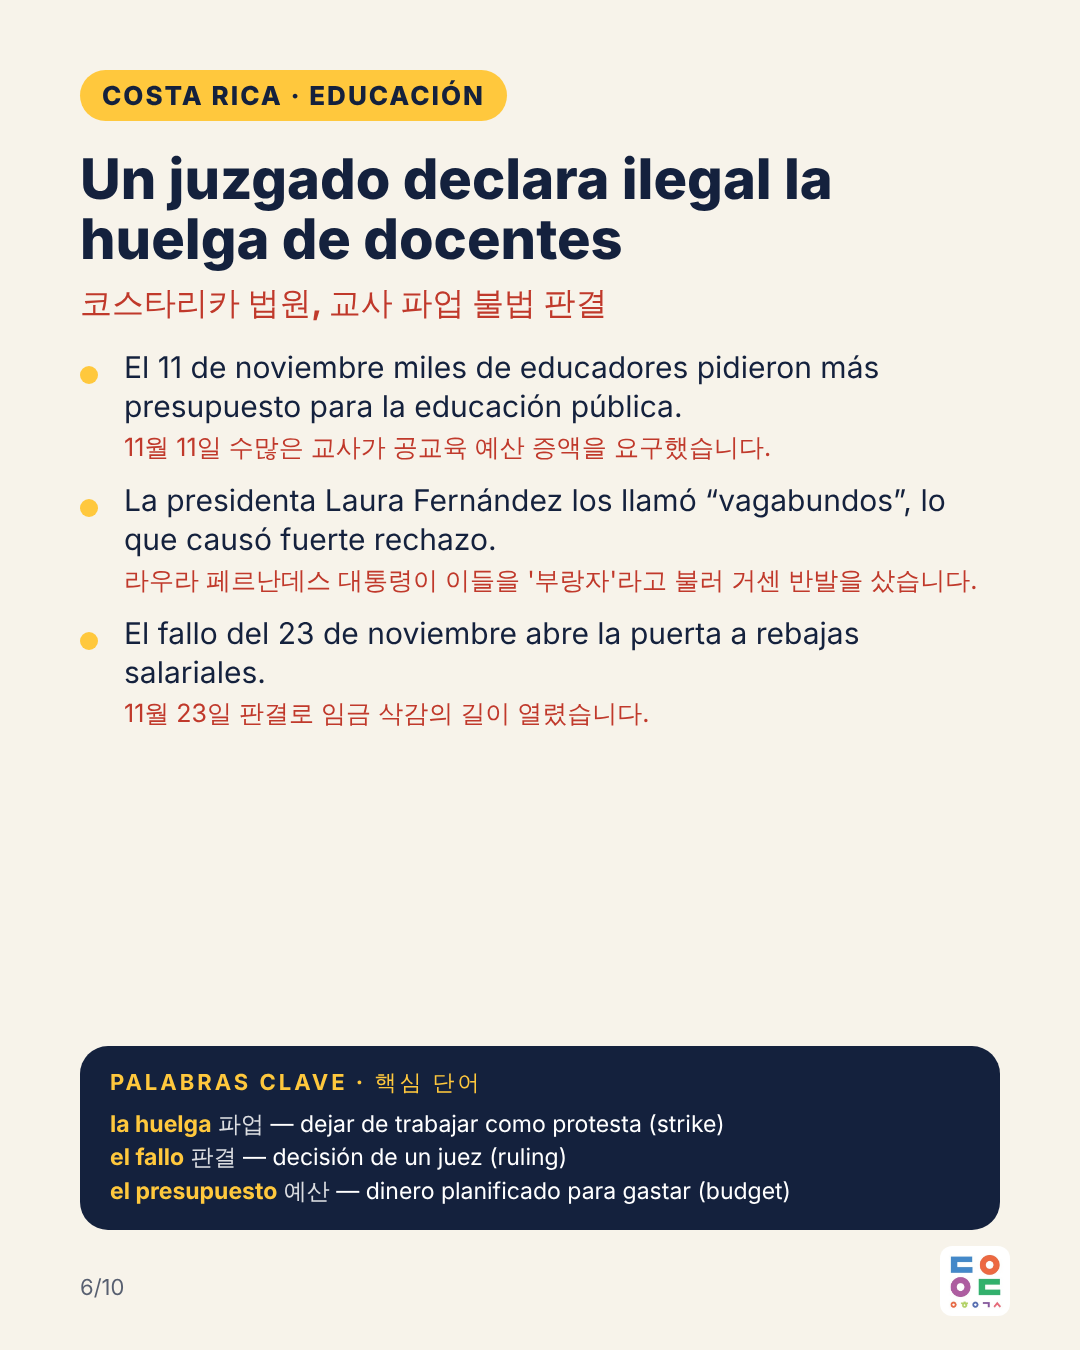 COSTA RICA · EDUCACIÓN
Un juzgado declara ilegal la
huelga de docentes
코스타리카 법원, 교사 파업 불법 판결
El 11 de noviembre miles de educadores pidieron más
presupuesto para la educación pública.
11월 11일 수많은 교사가 공교육 예산 증액을 요구했습니다.
La presidenta Laura Fernández los llamó “vagabundos”, lo
que causó fuerte rechazo.
라우라 페르난데스 대통령이 이들을 '부랑자'라고 불러 거센 반발을 샀습니다.
El fallo del 23 de noviembre abre la puerta a rebajas
salariales.
11월 23일 판결로 임금 삭감의 길이 열렸습니다.
PALABRAS CLAVE · 핵심 단어
la huelga 파업 — dejar de trabajar como protesta (strike)
el fallo 판결 — decisión de un juez (ruling)
el presupuesto 예산 — dinero planificado para gastar (budget)
6/10